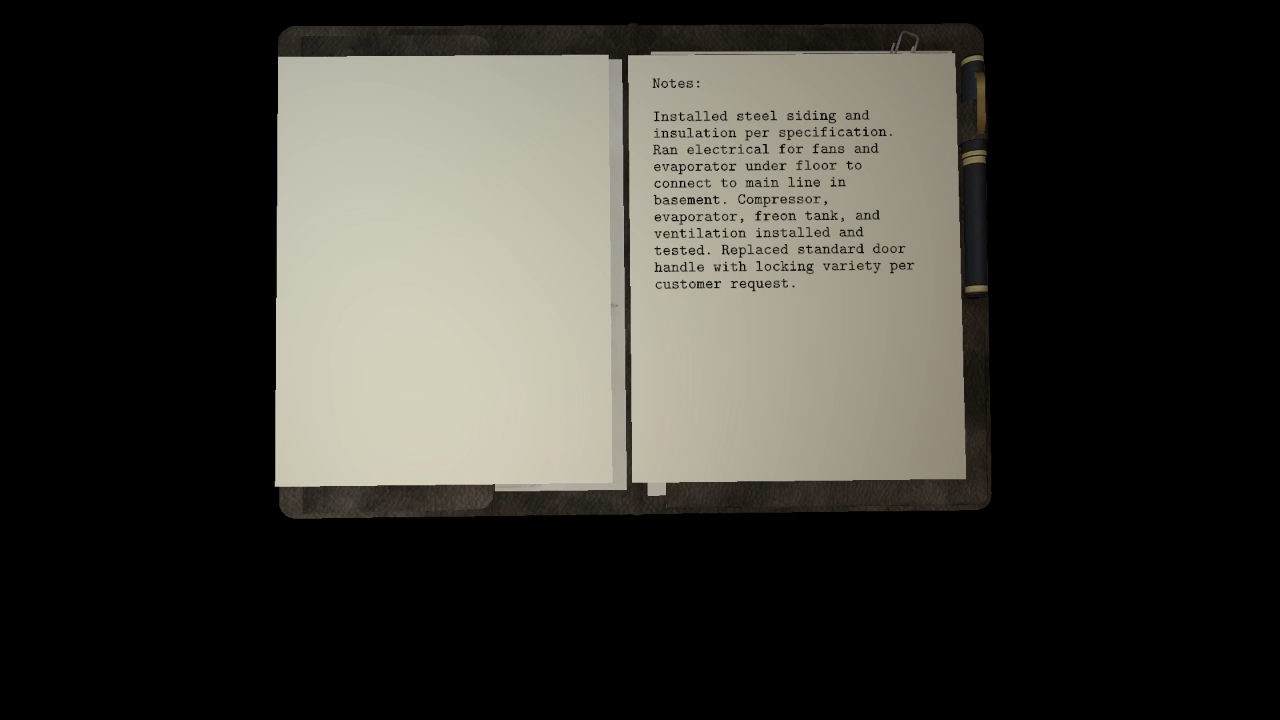 Notes:
Installed steel siding and
insulation per specification.
Ran electrical for fans and
evaporator under floor to
connect to main line in
basement. Compressor,
evaporator, freon tank, and
ventilation installed and
tested. Replaced standard door
handle with locking variety per
customer request.